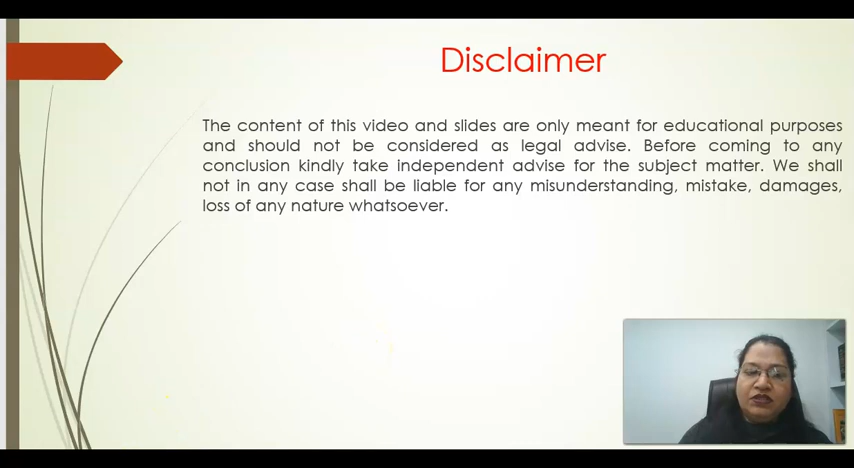 Disclaimer
The content of this video and slides are only meant for educational purposes
and should not be considered as legal advise. Before coming to any
conclusion kindly take independent advise for the subject matter. We shall
not in any case shall be liable for any misunderstanding, mistake, damages,
loss of any nature whatsoever.